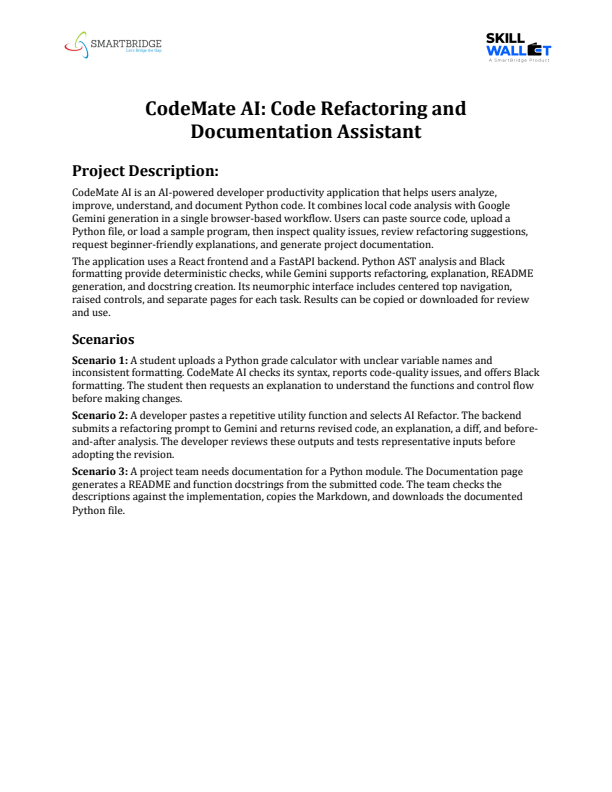 SMARTBRIDGE
Let's Bridge the Gap
SKILL
WALLET
A SmartBridge Product
CodeMate AI: Code Refactoring and
Documentation Assistant
Project Description:
CodeMate AI is an AI-powered developer productivity application that helps users analyze,
improve, understand, and document Python code. It combines local code analysis with Google
Gemini generation in a single browser-based workflow. Users can paste source code, upload a
Python file, or load a sample program, then inspect quality issues, review refactoring suggestions,
request beginner-friendly explanations, and generate project documentation.
The application uses a React frontend and a FastAPI backend. Python AST analysis and Black
formatting provide deterministic checks, while Gemini supports refactoring, explanation, README
generation, and docstring creation. Its neumorphic interface includes centered top navigation,
raised controls, and separate pages for each task. Results can be copied or downloaded for review
and use.
Scenarios
Scenario 1: A student uploads a Python grade calculator with unclear variable names and
inconsistent formatting. CodeMate AI checks its syntax, reports code-quality issues, and offers Black
formatting. The student then requests an explanation to understand the functions and control flow
before making changes.
Scenario 2: A developer pastes a repetitive utility function and selects AI Refactor. The backend
submits a refactoring prompt to Gemini and returns revised code, an explanation, a diff, and before-
and-after analysis. The developer reviews these outputs and tests representative inputs before
adopting the revision.
Scenario 3: A project team needs documentation for a Python module. The Documentation page
generates a README and function docstrings from the submitted code. The team checks the
descriptions against the implementation, copies the Markdown, and downloads the documented
Python file.